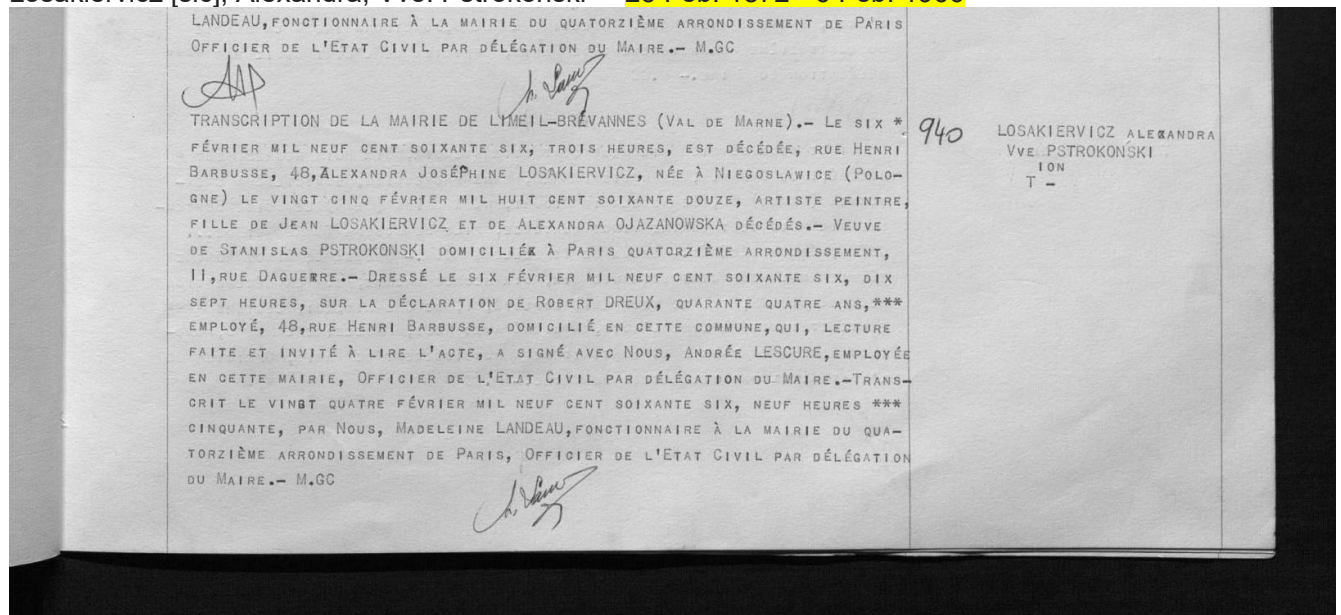 Losakiervicz [sic], Alexandra, Vve. Pstrokonski
LANDEAU,FONCTIONNAIRE À LA MAIRIE DU QUATORZIÈME ARRONDISSEMENT DE PARIS
OFFICIER DE L'ETAT CIVIL PAR DÉLÉGATION DU MAIRE.- M.GC
TRANSCRIPTION DE LA MAIRIE DE LIMEIL-BRÉVANNES (VAL DE MARNE).- LE SIX *
FÉVRIER MIL NEUF CENT SOIXANTE SIX, TROIS HEURES, EST DÉCÉDÉE, RUE HENRI
BARBUSSE, 48,ALEXANDRA JOSÉPHINE LOSAKIERVICZ, NÉE À NIEGOSLAWICE (POLO-
GNE) LE VINGT CINQ FÉVRIER MIL HUIT CENT SOIXANTE DOUZE, ARTISTE PEINTRE,
FILLE DE JEAN LOSAKIERVICZ ET DE ALEXANDRA OJAZANOWSKA DÉCÉDÉS.- VEUVE
DE STANISLAS PSTROKONSKI DOMICILIÉE À PARIS QUATORZIÈME ARRONDISSEMENT,
II,RUE DAGUERRE.- DRESSÉ LE SIX FÉVRIER MIL NEUF CENT SOIXANTE SIX, DIX
SEPT HEURES, SUR LA DÉCLARATION DE ROBERT DREUX, QUARANTE QUATRE ANS,***
EMPLOYÉ, 48,RUE HENRI BARBUSSE, DOMICILIÉ EN CETTE COMMUNE,QUI, LECTURE
FAITE ET INVITÉ À LIRE L'ACTE, A SIGNÉ AVEC NOUS, ANDRÉE LESCURE,EMPLOYÉE
EN CETTE MAIRIE, OFFICIER DE L'ETAT CIVIL PAR DÉLÉGATION DU MAIRE.-TRANS-
CRIT LE VINGT QUATRE FÉVRIER MIL NEUF CENT SOIXANTE SIX, NEUF HEURES ***
CINQUANTE, PAR NOUS, MADELEINE LANDEAU,FONCTIONNAIRE À LA MAIRIE DU QUA-
TORZIÈME ARRONDISSEMENT DE PARIS, OFFICIER DE L'ETAT CIVIL PAR DÉLÉGATION
DU MAIRE.- M.GC
940
LOSAKIERVICZ ALEXANDRA
VVE PSTROKONSKI
T - ION